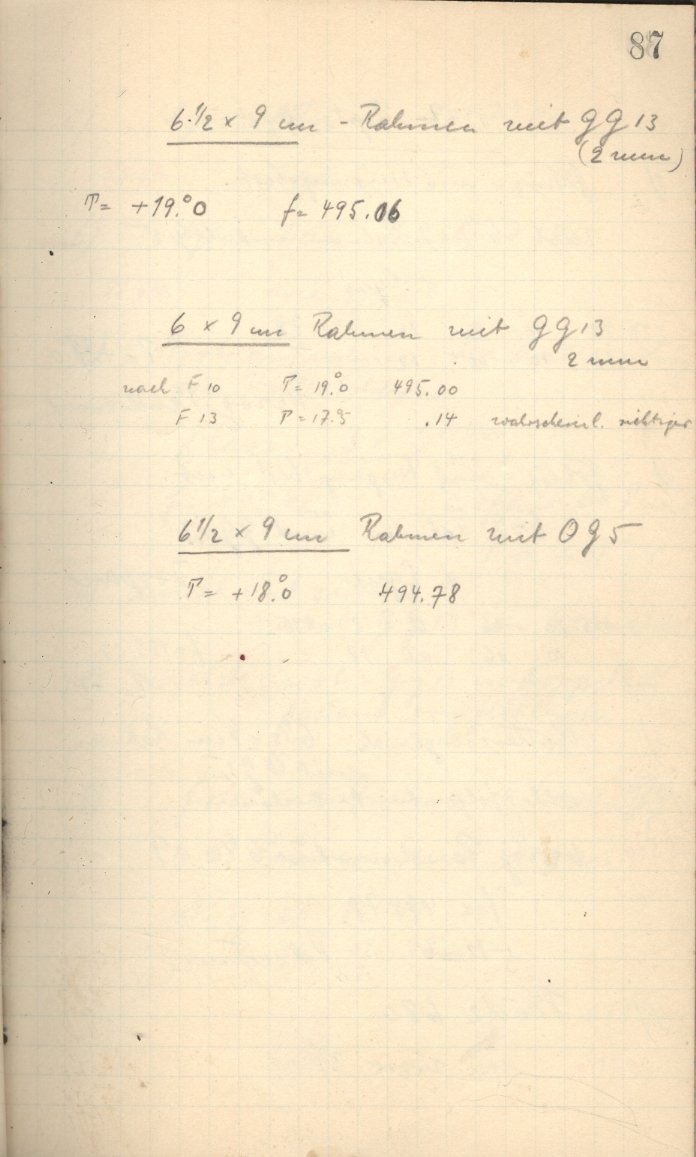 87
6 1/2 x 9 cm - Rahmen mit GG 13
(2 mm)
T = +19.°0 f = 495.06
6 x 9 cm Rahmen mit GG 13
2 mm
nach F 10 T = 19.°0 495.00
F 13 T = 17.°5 .14 wahrscheinl. richtiger
6 1/2 x 9 cm Rahmen mit OG 5
T = +18.°0 494.78